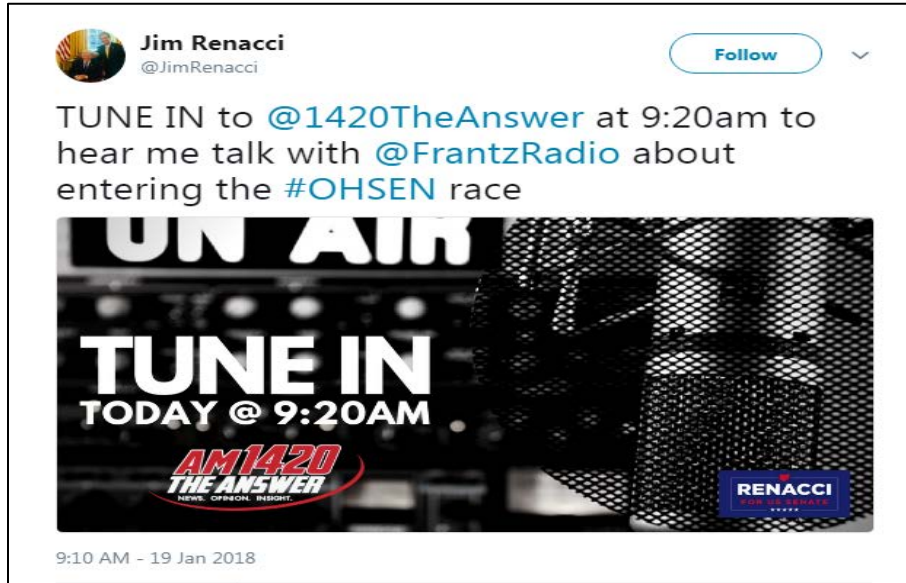 Jim Renacci
@JimRenacci
Follow
TUNE IN to @1420TheAnswer at 9:20am to
hear me talk with @FrantzRadio about
entering the #OHSEN race
ON AIR
TUNE IN
TODAY @ 9:20AM
AM1420
THE ANSWER
NEWS. OPINION. INSIGHT.
RENACCI
FOR US SENATE
9:10 AM - 19 Jan 2018